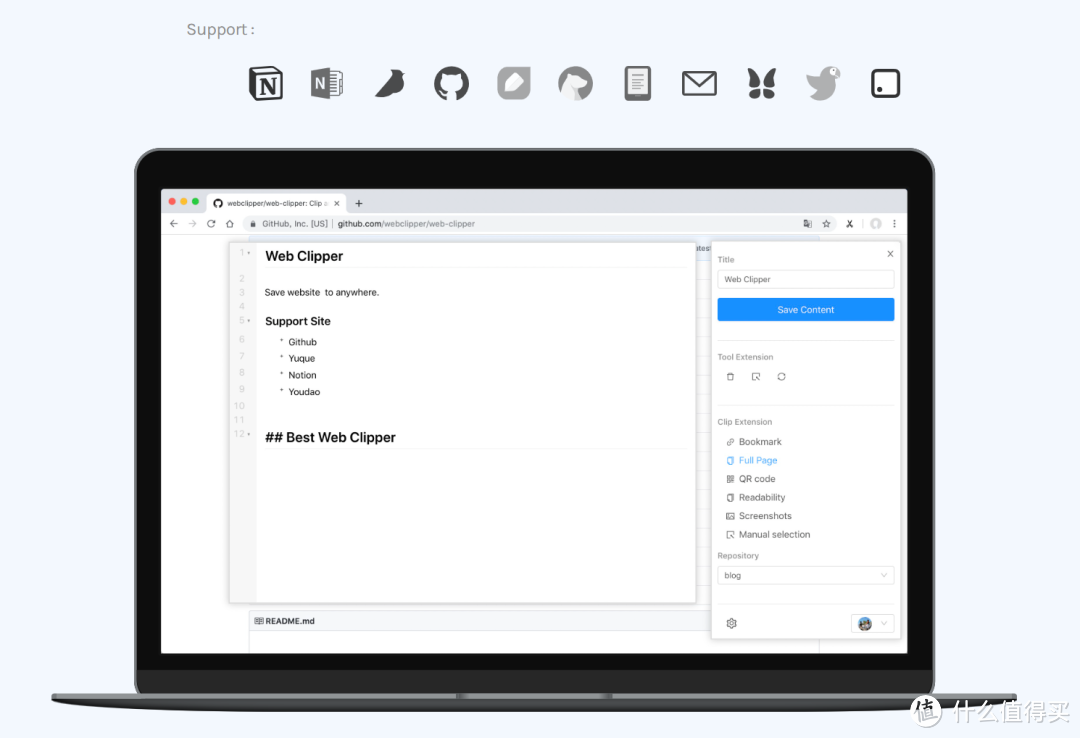 Support :
N
N
webclipper/web-clipper: Clip
GitHub, Inc. [US] | github.com/webclipper/web-clipper
1
Web Clipper
2
3
Save website to anywhere.
4
5
Support Site
6
Github
7
Yuque
8
Notion
9
Youdao
10
11
12
## Best Web Clipper
README.md
X
Title
Web Clipper
Save Content
Tool Extension
Clip Extension
Bookmark
Full Page
QR code
Readability
Screenshots
Manual selection
Repository
blog
值 什么值得买